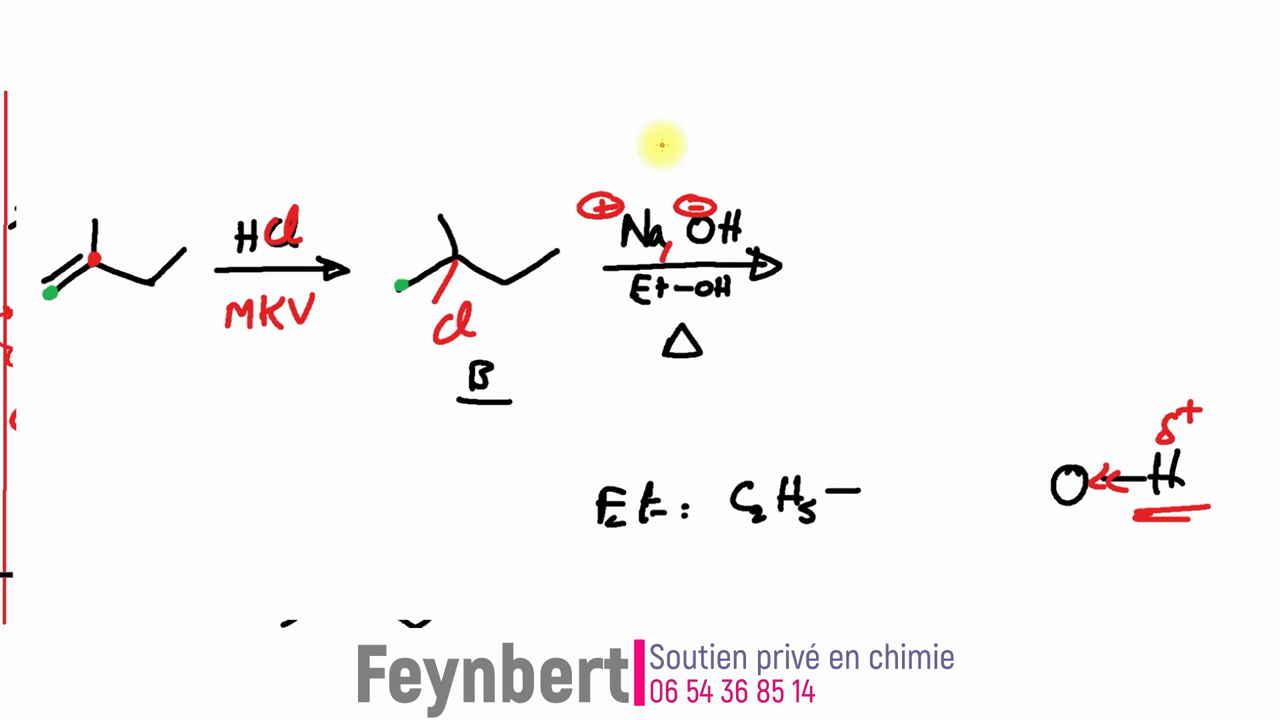 HCl
MKV
Cl
B
+ Na, - OH
Et-OH
△
Et : C₂H₅ —
δ+
O — H
Feynbert
Soutien privé en chimie
06 54 36 85 14